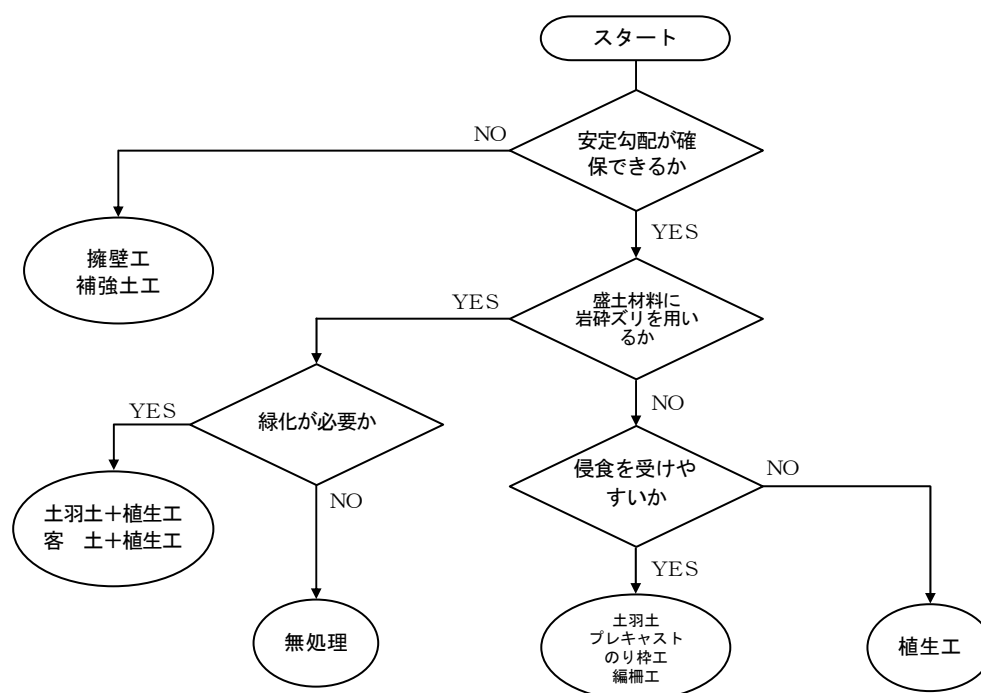 スタート
安定勾配が確
保できるか
NO
YES
擁壁工
補強土工
盛土材料に
岩砕ズリを用い
るか
YES
NO
緑化が必要か
YES
NO
侵食を受けや
すいか
NO
YES
土羽土＋植生工
客　土＋植生工
無処理
土羽土
プレキャスト
のり枠工
編柵工
植生工